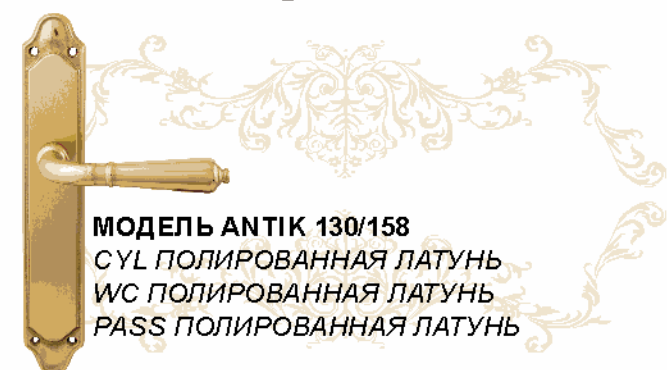 МОДЕЛЬ ANTIK 130/158
CYL ПОЛИРОВАННАЯ ЛАТУНЬ
WC ПОЛИРОВАННАЯ ЛАТУНЬ
PASS ПОЛИРОВАННАЯ ЛАТУНЬ